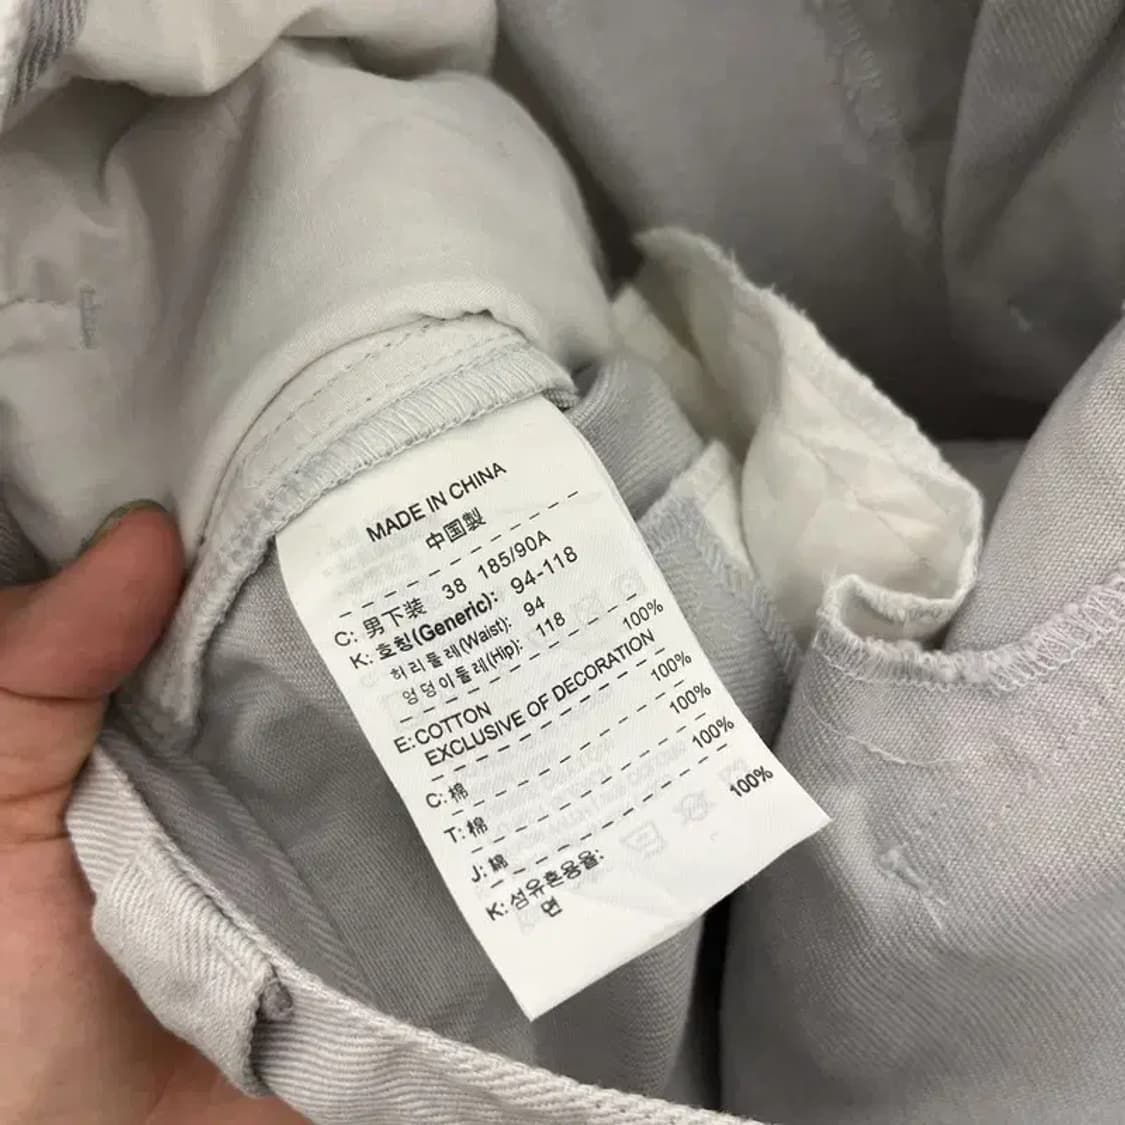 MADE IN CHINA
中国製
C: 男下装 38 185/90A
K: 호칭(Generic): 94-118
허리둘레(Waist): 94
엉덩이둘레(Hip): 118
E:COTTON 100%
EXCLUSIVE OF DECORATION
C: 棉 100%
T: 棉 100%
J: 綿 100%
K: 섬유혼용율:
면 100%